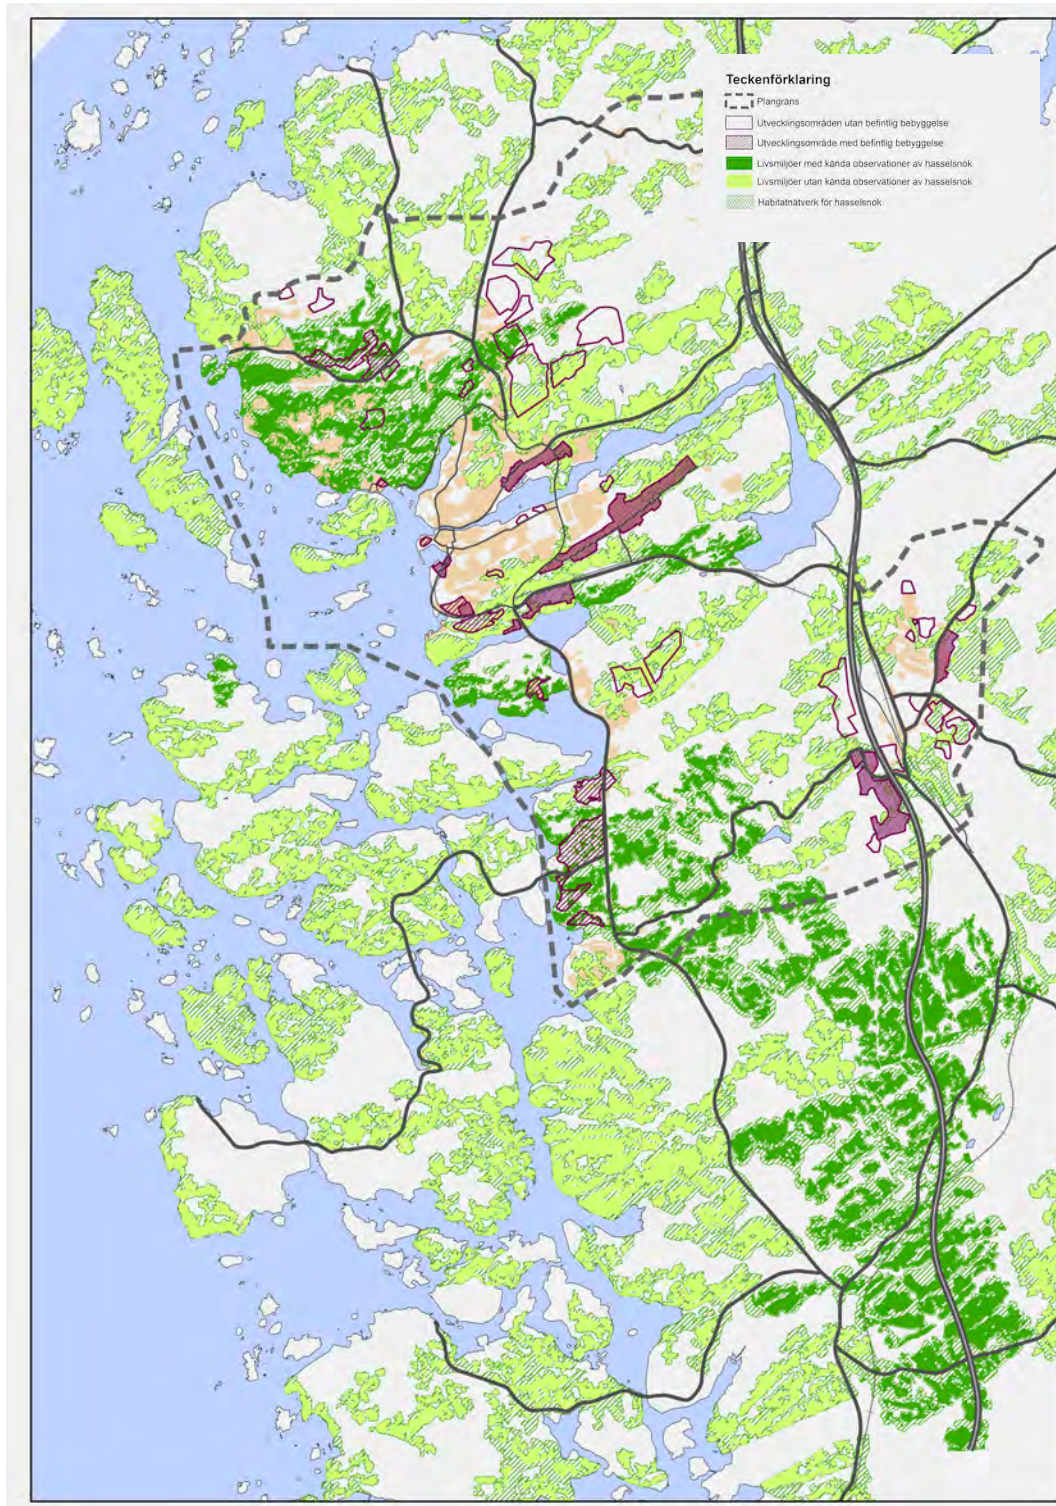 Teckenförklaring
Plangräns
Utvecklingsområden utan befintlig bebyggelse
Utvecklingsområde med befintlig bebyggelse
Livsmiljöer med kända observationer av hasselsnok
Livsmiljöer utan kända observationer av hasselsnok
Habitatnätverk för hasselsnok